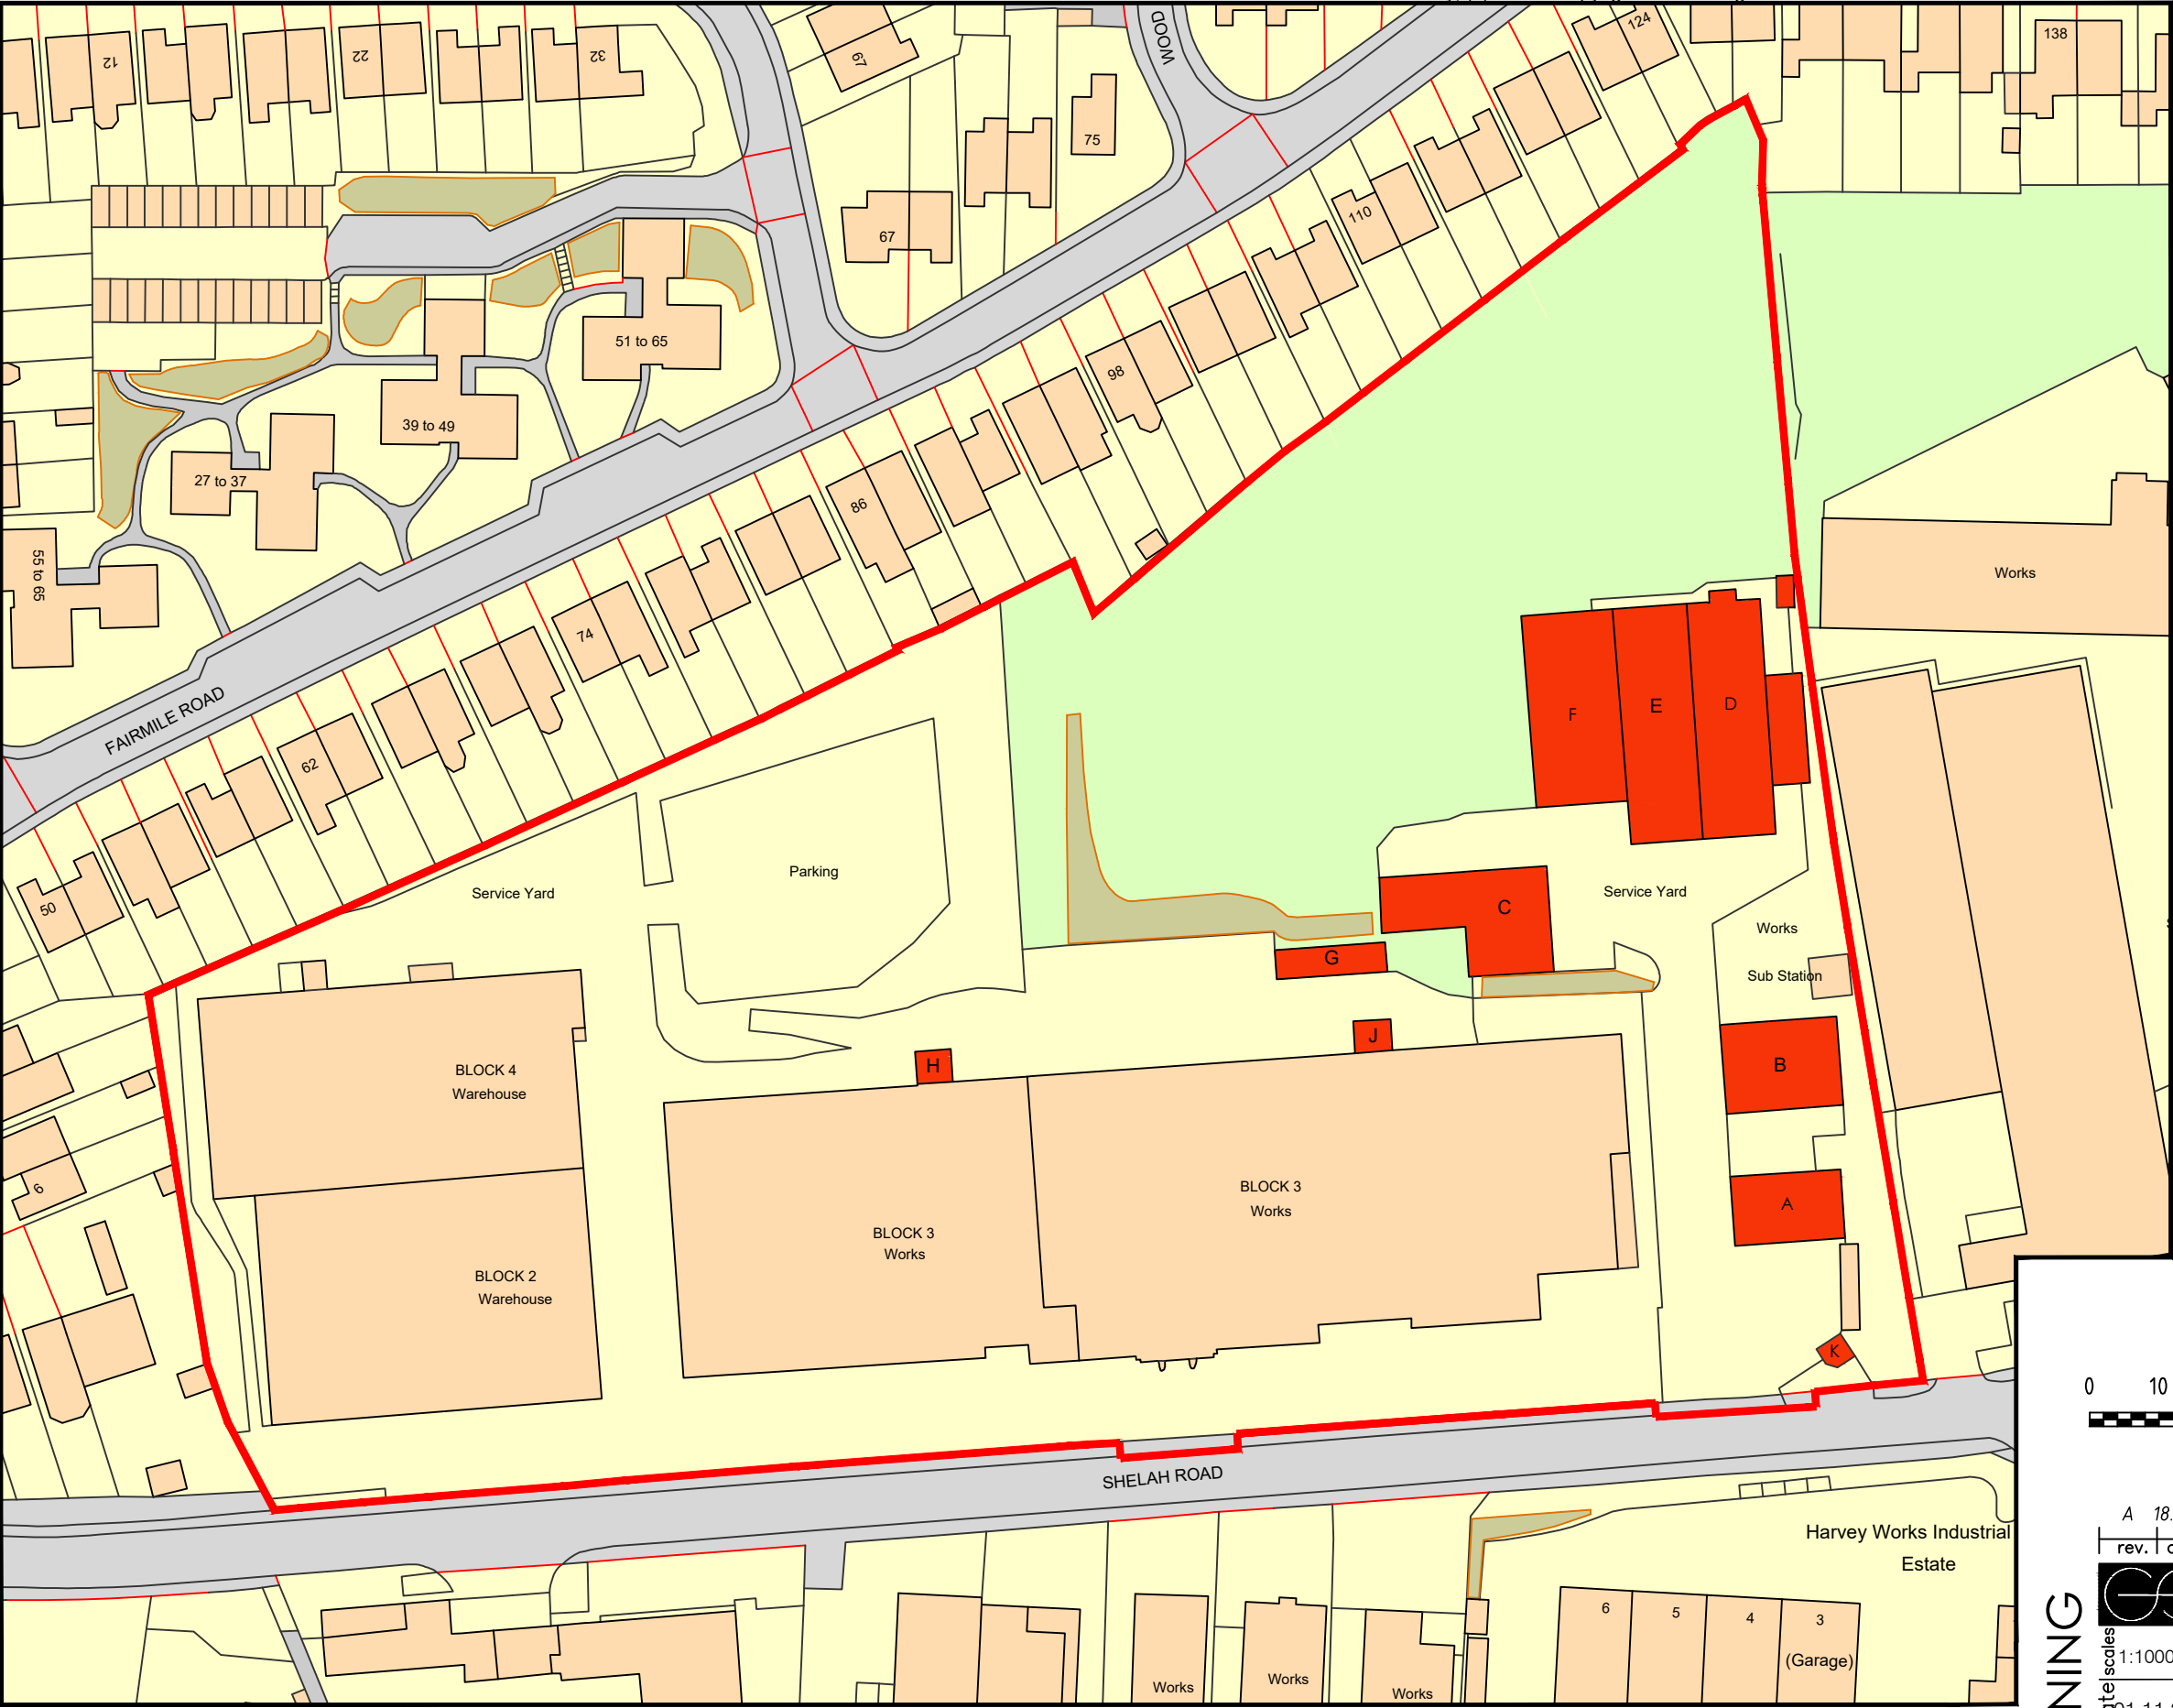 12
22
32
67
WOOD
124
138
75
67
110
51 to 65
98
39 to 49
27 to 37
86
55 to 65
74
FAIRMILE ROAD
62
50
6
Works
F
E
D
Parking
Service Yard
Service Yard
C
G
Works
Sub Station
J
H
B
A
K
BLOCK 4
Warehouse
BLOCK 3
Works
BLOCK 3
Works
BLOCK 2
Warehouse
SHELAH ROAD
Harvey Works Industrial
Estate
6
5
4
3
(Garage)
Works
Works
Works
0
10
A
18.
rev.
scales
1:1000
NING